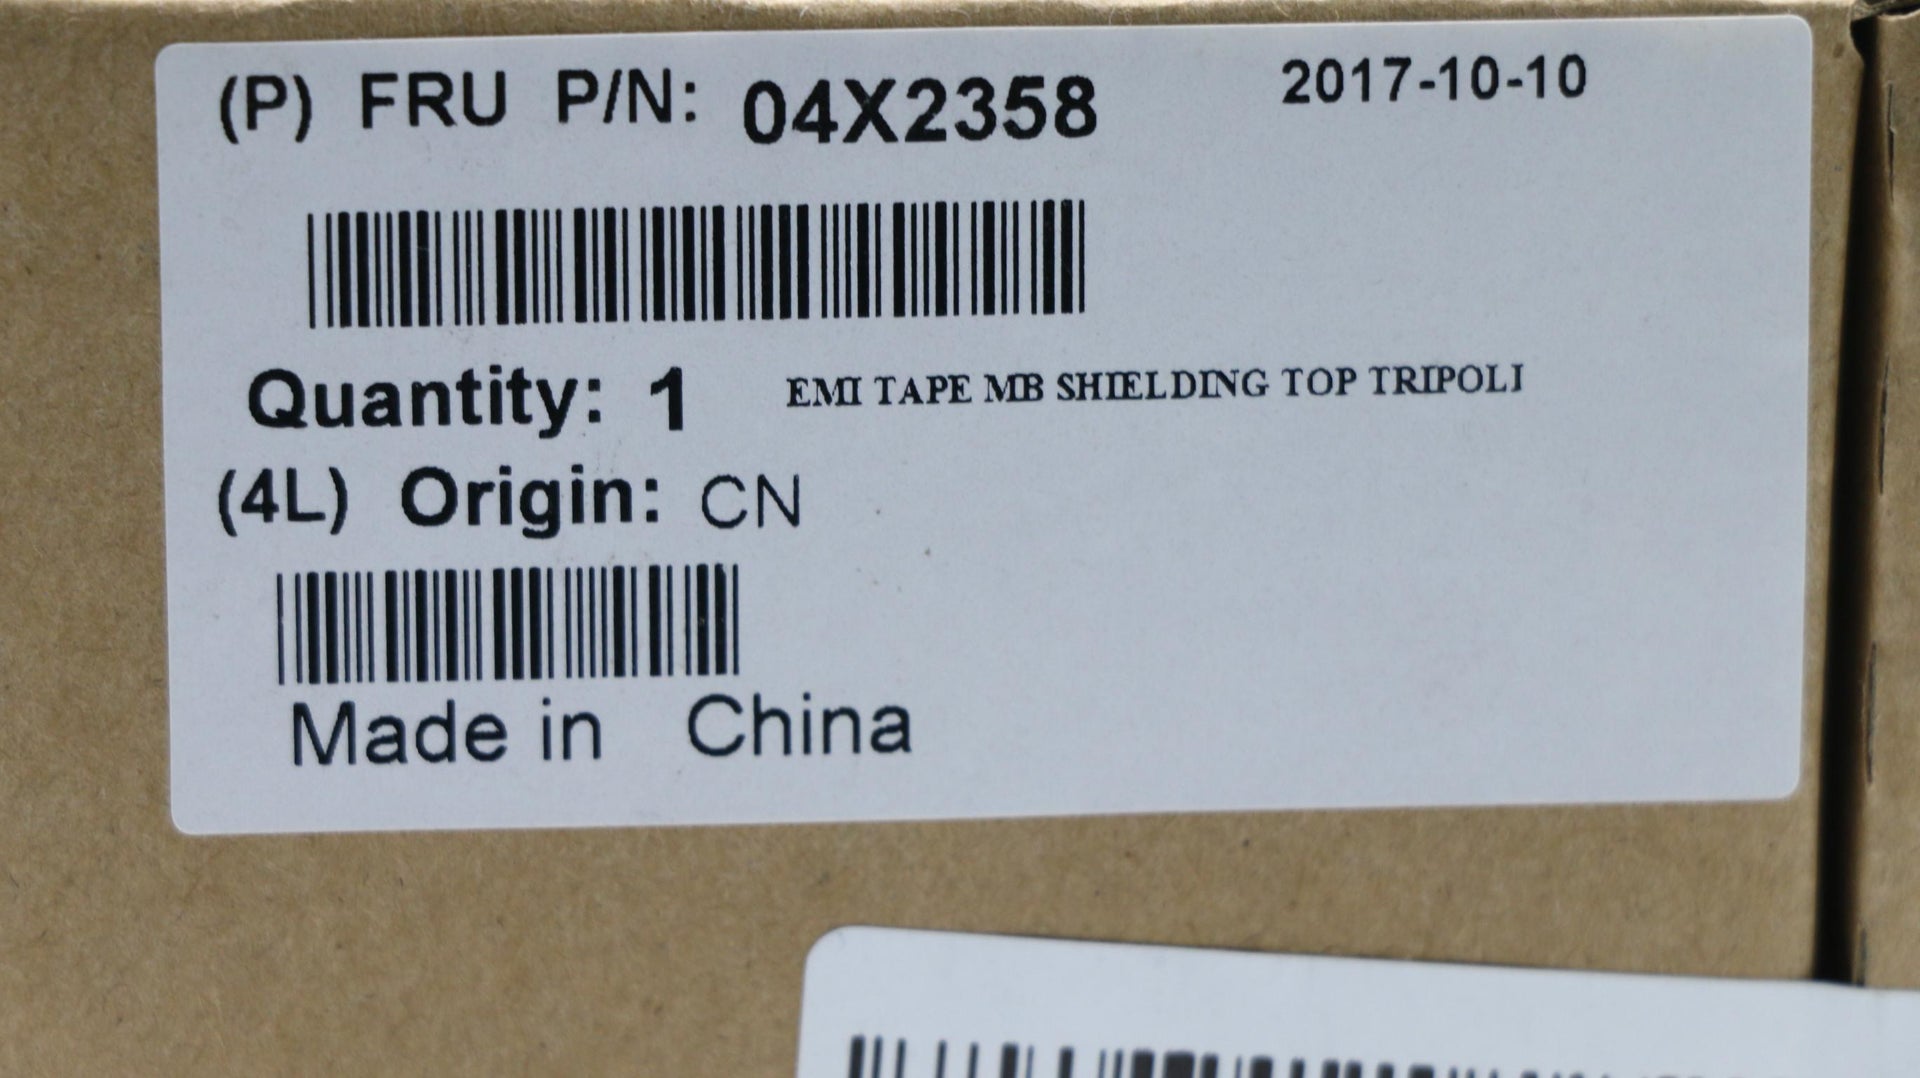 (P) FRU P/N: 04X2358 2017-10-10
Quantity: 1 EMI TAPE MB SHIELDING TOP TRIPOLI
(4L) Origin: CN
Made in China